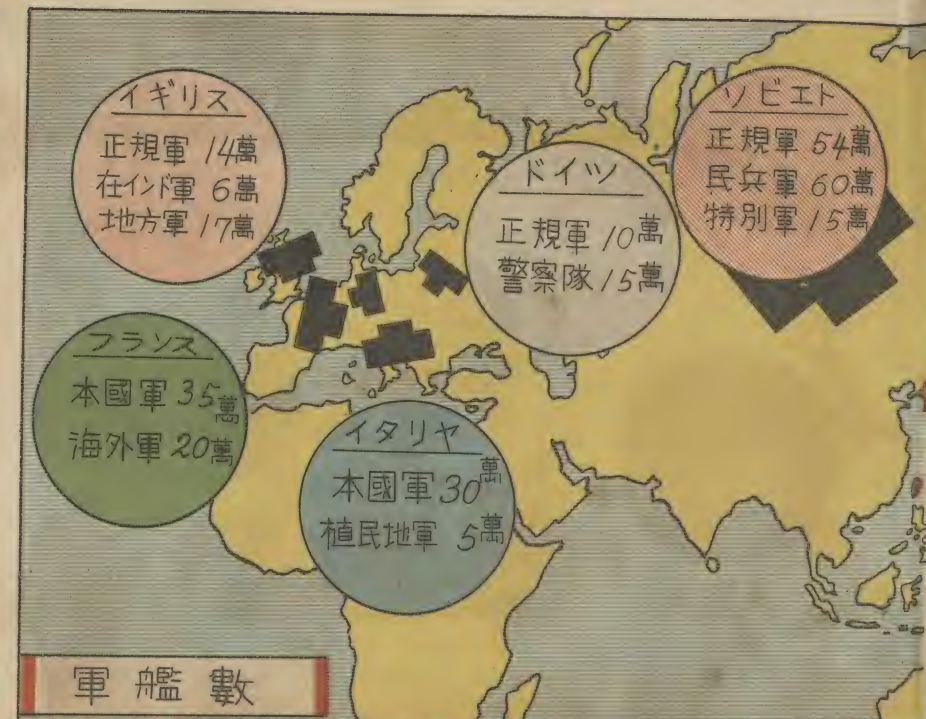 イギリス
正規軍 14萬
在インド軍 6萬
地方軍 17萬
ソビエト
正規軍 54萬
民兵軍 60萬
特別軍 15萬
ドイツ
正規軍 10萬
警察隊 15萬
フランス
本國軍 35萬
海外軍 20萬
イタリヤ
本國軍 30萬
植民地軍 5萬
軍艦數